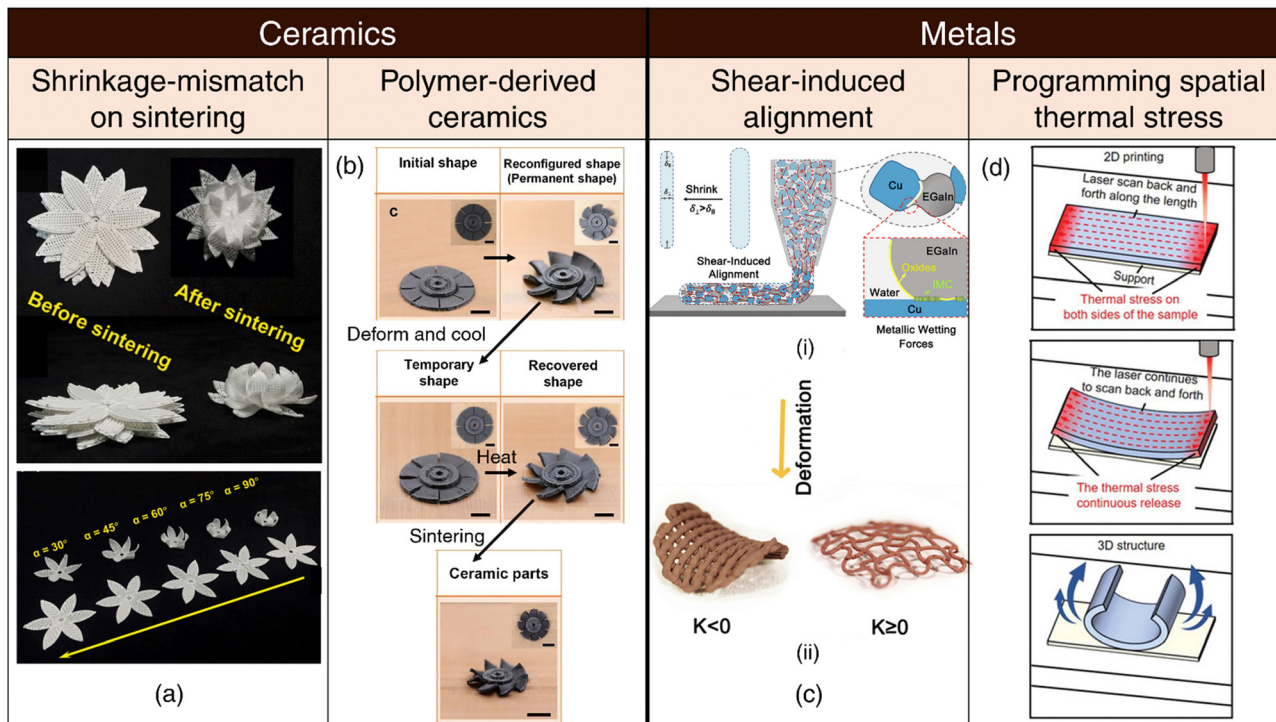 Ceramics
Metals
Shrinkage-mismatch
on sintering
Polymer-derived
ceramics
Shear-induced
alignment
Programming spatial
thermal stress
Before sintering
After sintering
α = 30°
α = 45°
α = 60°
α = 75°
α = 90°
(a)
(b)
Initial shape
Reconfigured shape
(Permanent shape)
c
Deform and cool
Temporary
shape
Recovered
shape
Heat
Sintering
Ceramic parts
δ∥
δ⊥
Shrink
δ⊥>δ∥
Shear-Induced
Alignment
Cu
EGaIn
EGaIn
Oxides
IMC
Water
Cu
Metallic Wetting
Forces
(i)
Deformation
K<0
K≥0
(ii)
(c)
(d)
2D printing
Laser scan back and
forth along the length
Support
Thermal stress on
both sides of the sample
The laser continues
to scan back and forth
The thermal stress
continuous release
3D structure